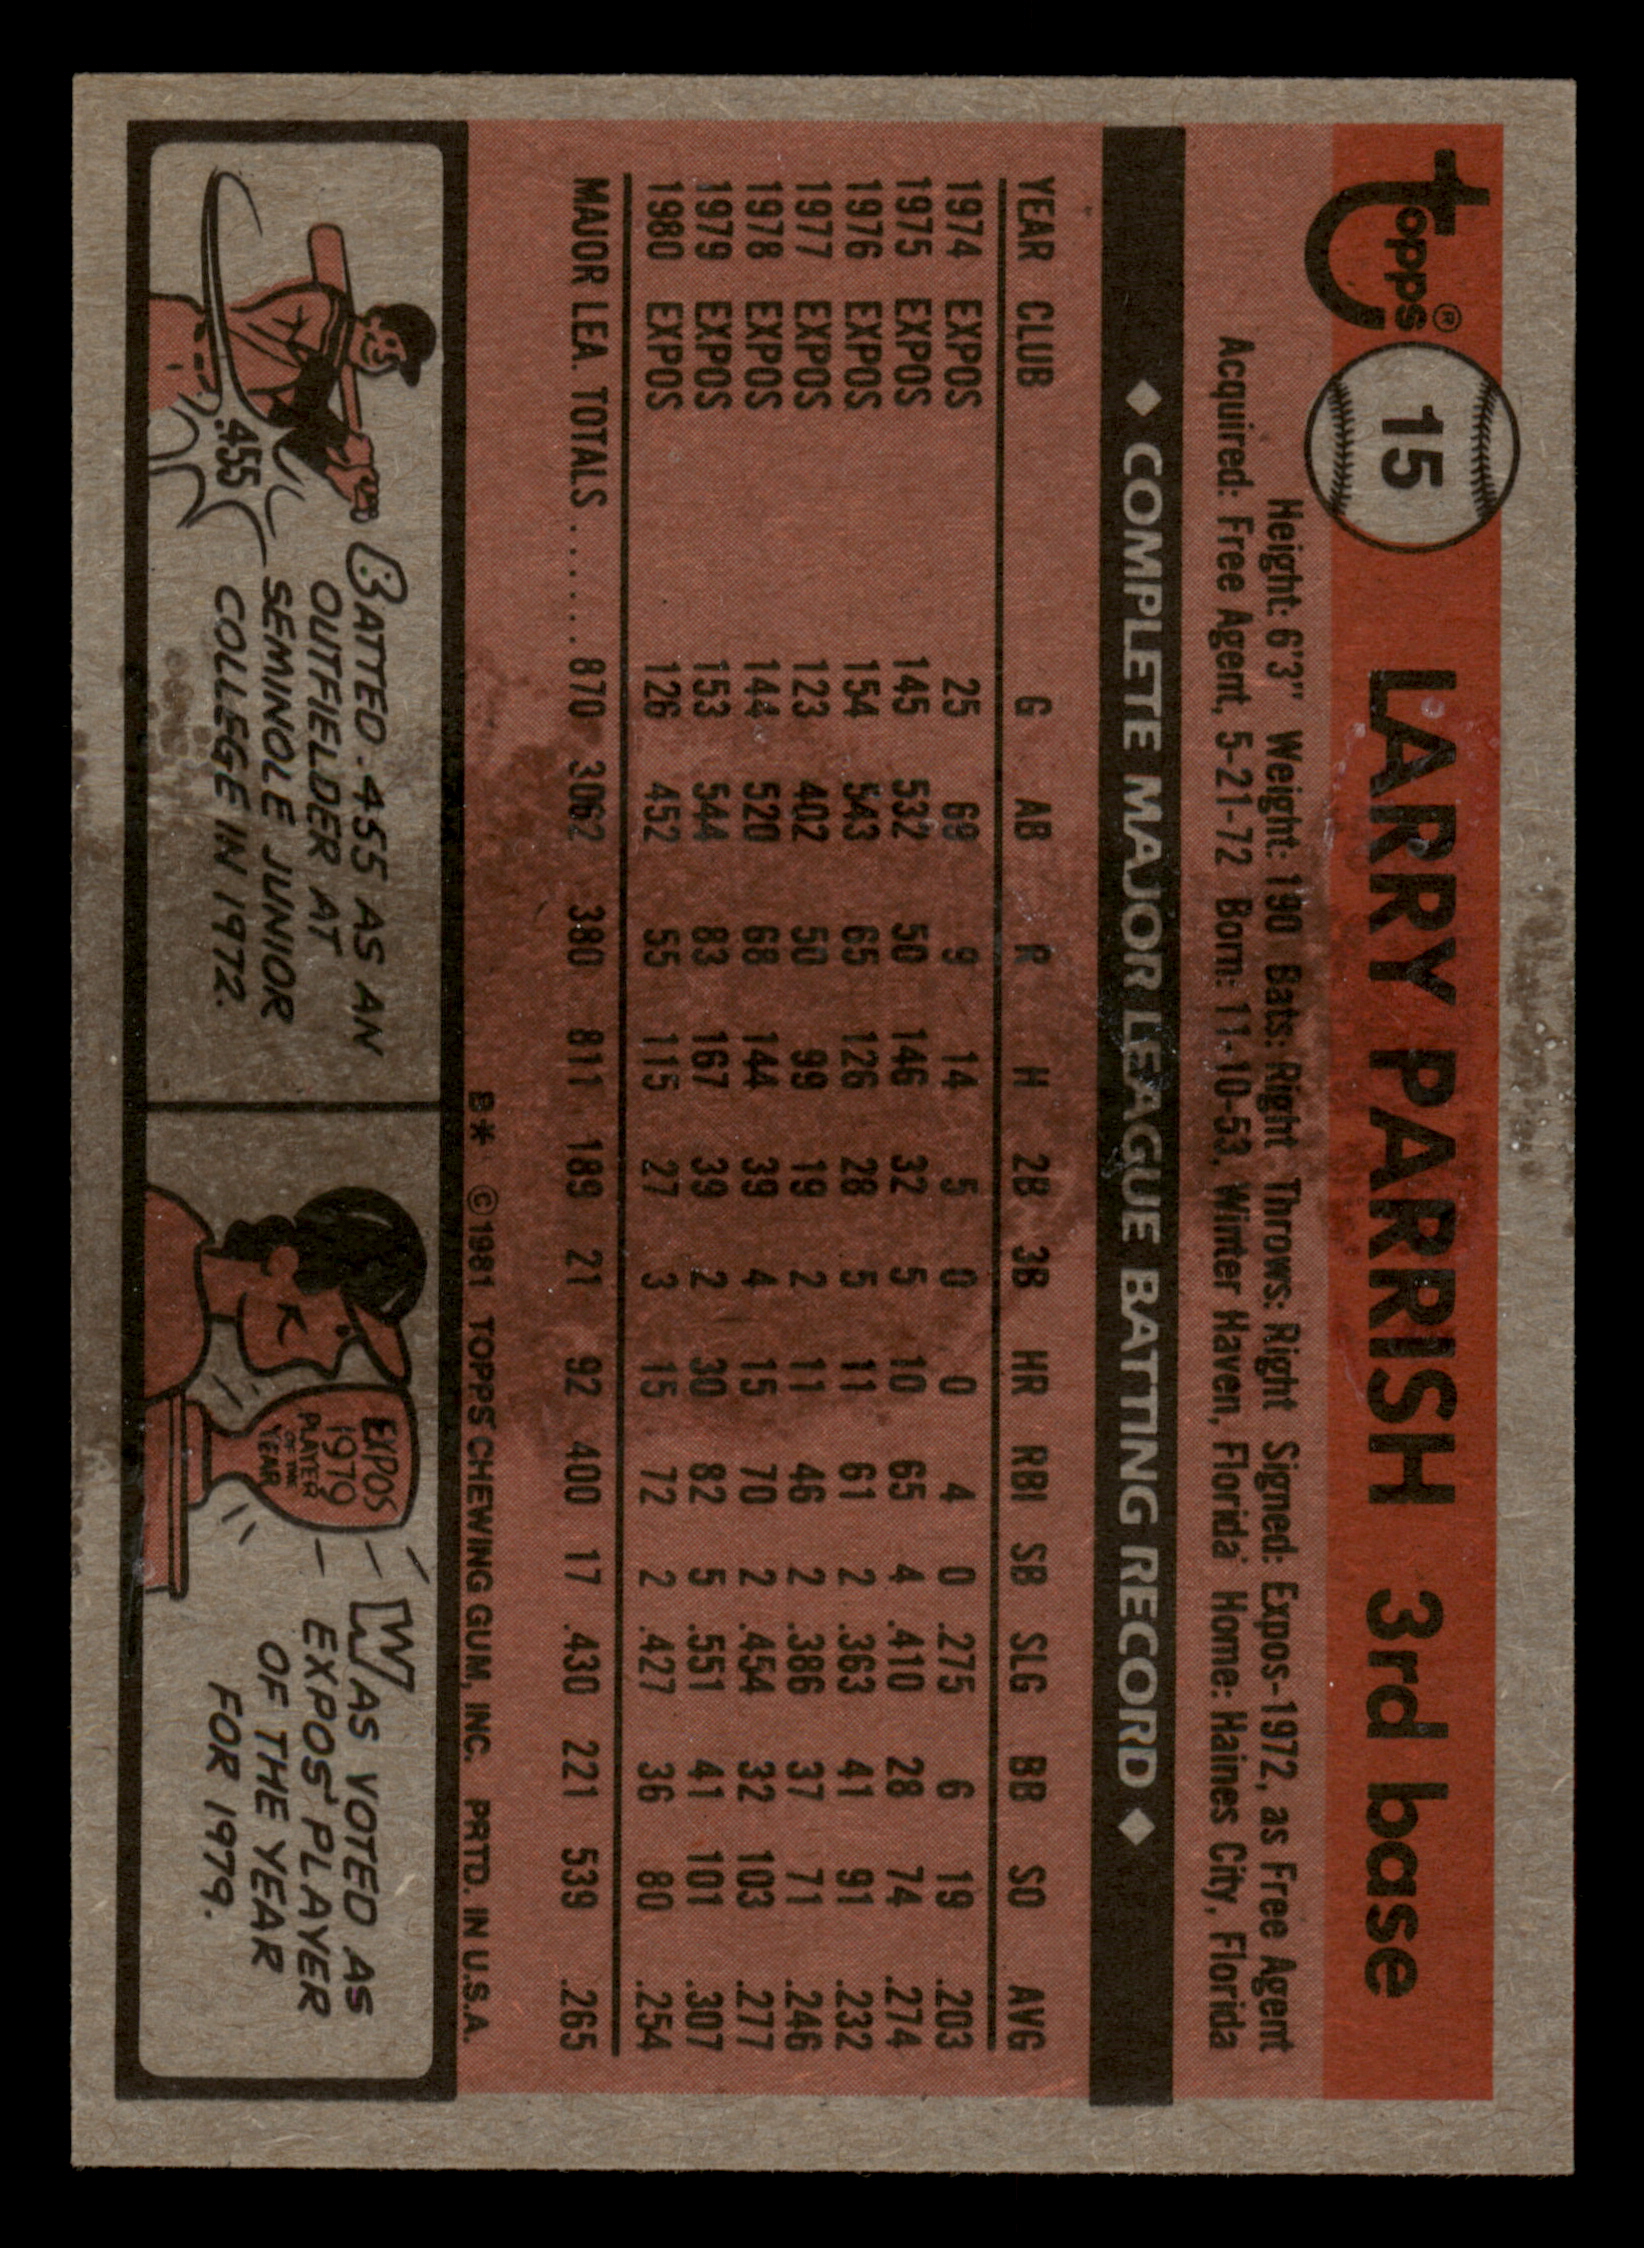 topps®
15
LARRY PARRISH 3rd base
Height: 6'3" Weight: 190 Bats: Right Throws: Right Signed: Expos-1972, as Free Agent
Acquired: Free Agent, 5-21-72 Born: 11-10-53, Winter Haven, Florida Home: Haines City, Florida
◆ COMPLETE MAJOR LEAGUE BATTING RECORD ◆
YEAR CLUB G AB R H 2B 3B HR RBI SB SLG BB SO AVG
1974 EXPOS 25 69 9 14 5 0 0 4 0 .275 6 19 .203
1975 EXPOS 145 532 50 146 32 5 10 65 4 .410 28 74 .274
1976 EXPOS 154 543 65 126 28 5 11 61 2 .363 41 91 .232
1977 EXPOS 123 402 50 99 19 2 11 46 2 .386 37 71 .246
1978 EXPOS 144 520 68 144 39 4 15 70 2 .454 32 103 .277
1979 EXPOS 153 544 83 167 39 2 30 82 5 .551 41 101 .307
1980 EXPOS 126 452 55 115 27 3 15 72 2 .427 36 80 .254
MAJOR LEA. TOTALS ...... 870 3062 380 811 189 21 92 400 17 .430 221 539 .265
B* ©1981 TOPPS CHEWING GUM, INC. PRTD. IN U.S.A.
BATTED .455 AS AN
OUTFIELDER AT
SEMINOLE JUNIOR
COLLEGE IN 1972.
.455
EXPOS
1979
PLAYER
OF THE
YEAR
WAS VOTED AS
EXPOS' PLAYER
OF THE YEAR
FOR 1979.